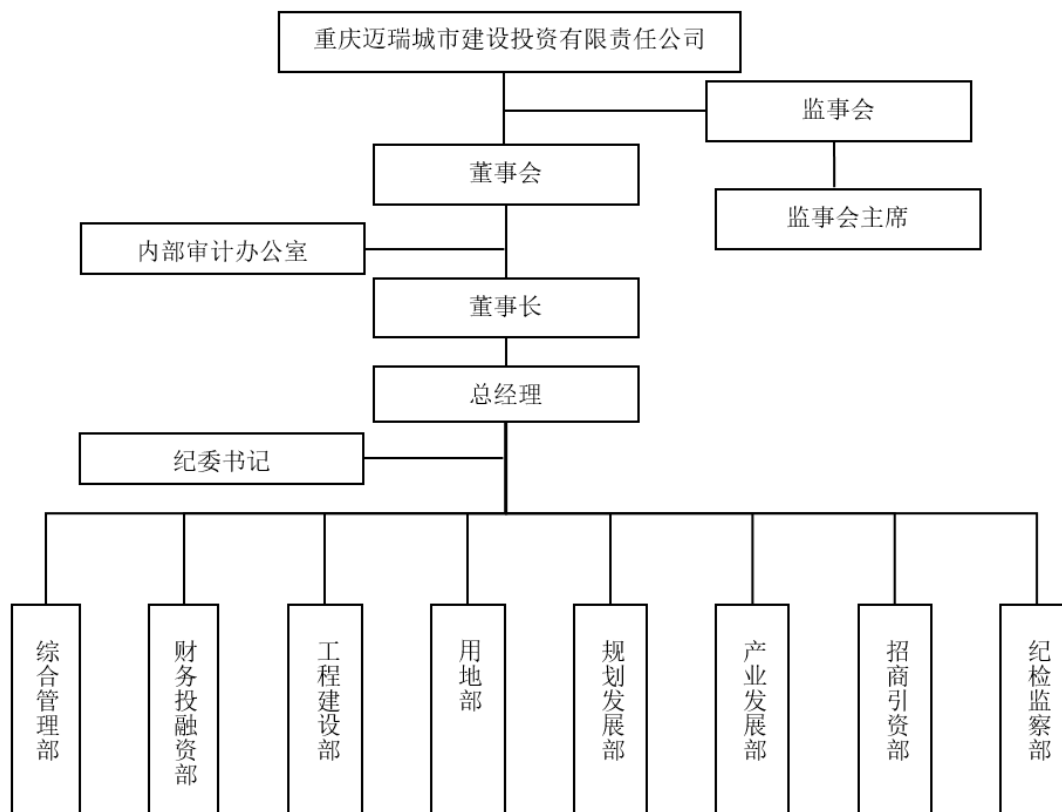 重庆迈瑞城市建设投资有限责任公司
监事会
董事会
监事会主席
内部审计办公室
董事长
总经理
纪委书记
综合管理部
财务投融资部
工程建设部
用地部
规划发展部
产业发展部
招商引资部
纪检监察部